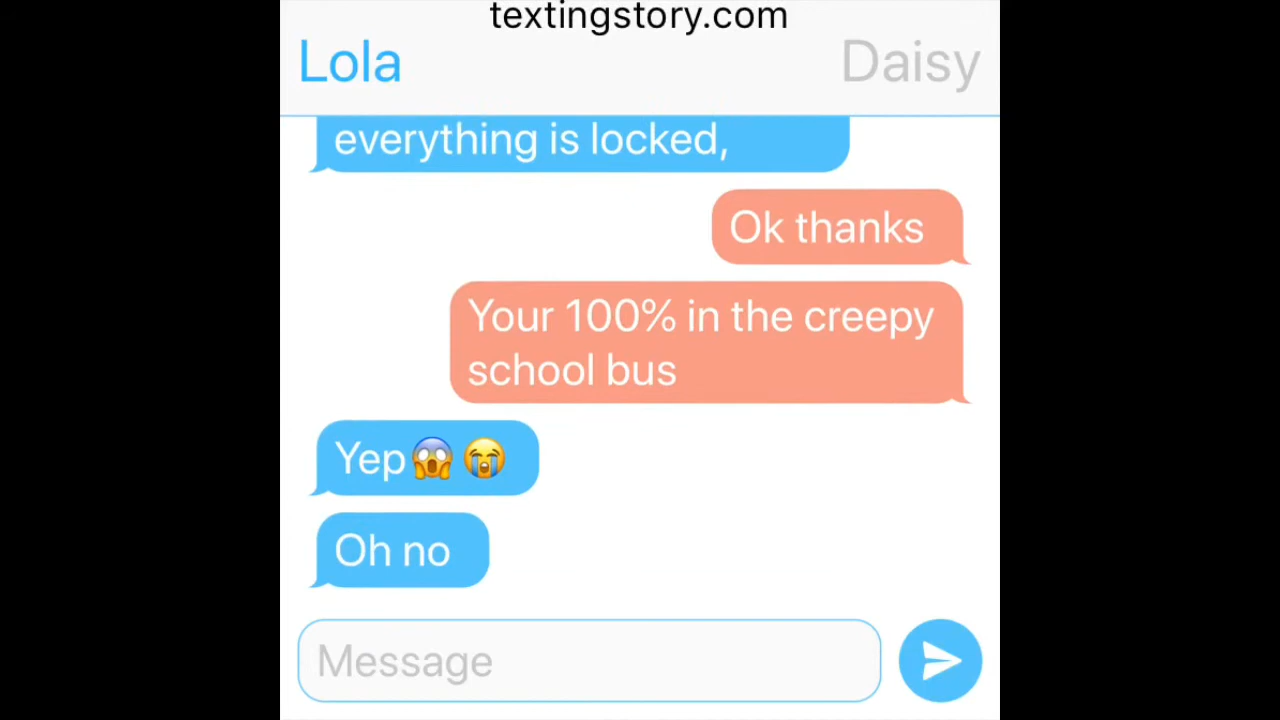 textingstory.com
Lola
Daisy
everything is locked,
Ok thanks
Your 100% in the creepy
school bus
Yep😱😭
Oh no
Message